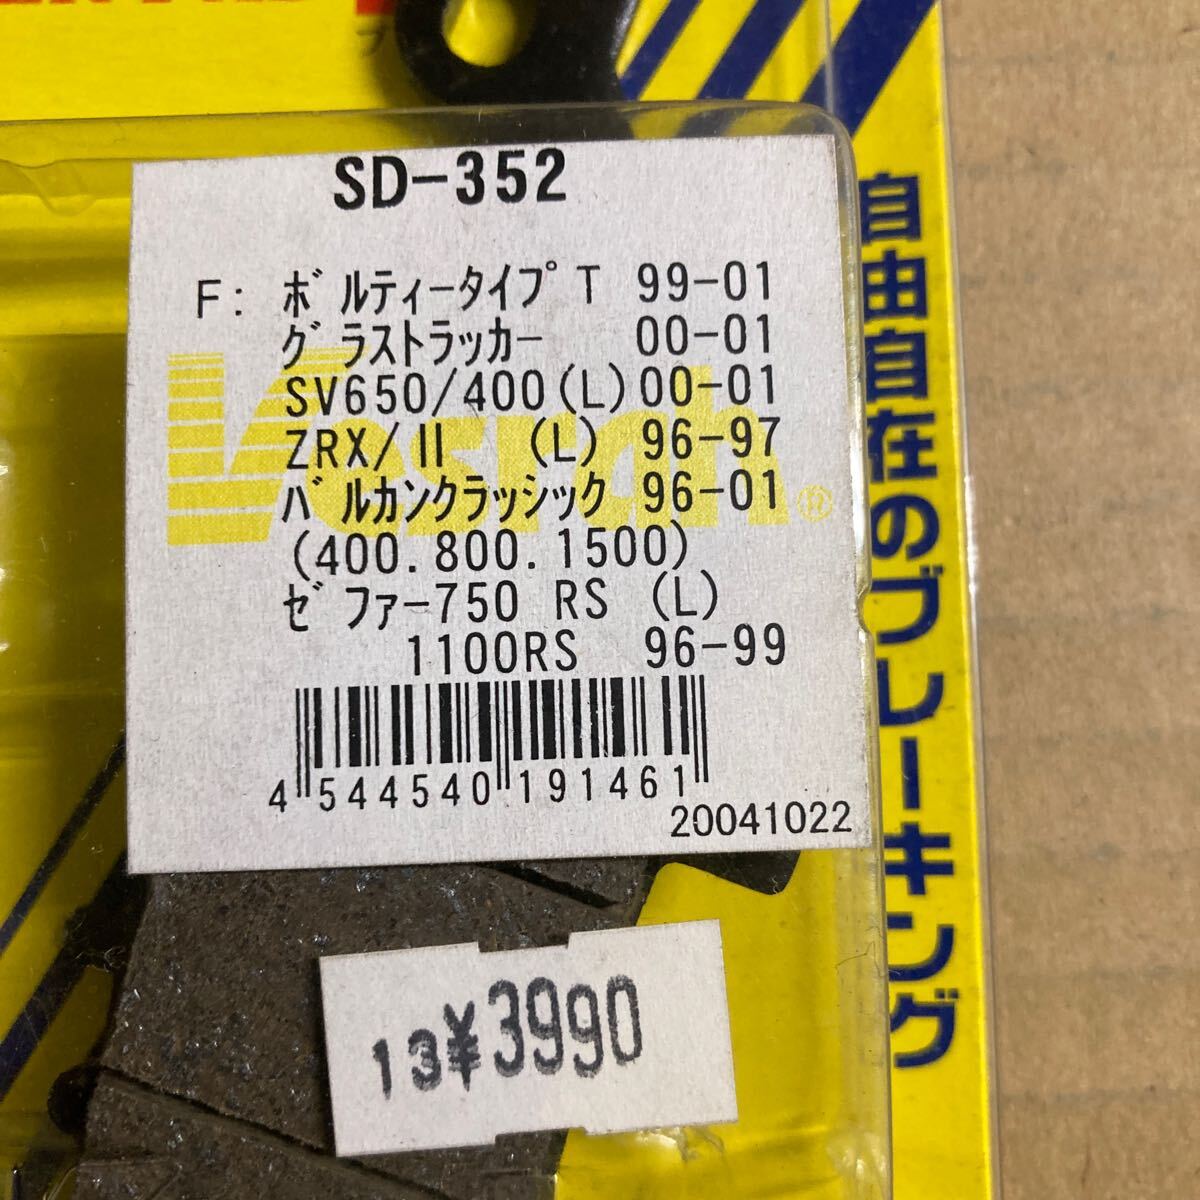 SD-352
F: ボルティータイプT 99-01
グラストラッカー 00-01
SV650/400(L)00-01
ZRX/II (L) 96-97
バルカンクラッシック 96-01
(400.800.1500)
ゼファー750 RS (L)
1100RS 96-99
Vesrah®
4 544540 191461
20041022
13¥3990
自由自在のブレーキング